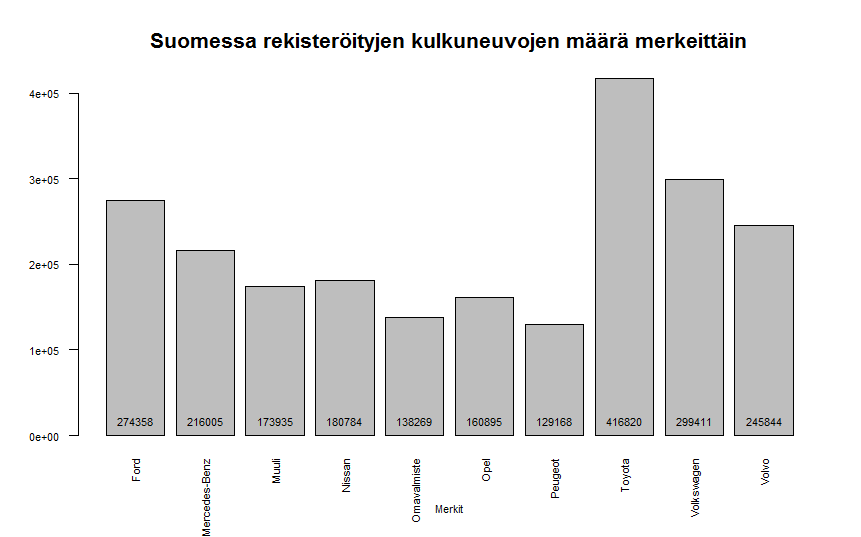 Suomessa rekisteröityjen kulkuneuvojen määrä merkeittäin
4e+05
3e+05
2e+05
1e+05
0e+00
274358 216005 173935 180784 138269 160895 129168 416820 299411 245844
Ford
Mercedes-Benz
Muuli
Nissan
Omavalmiste
Opel
Peugeot
Toyota
Volkswagen
Volvo
Merkit